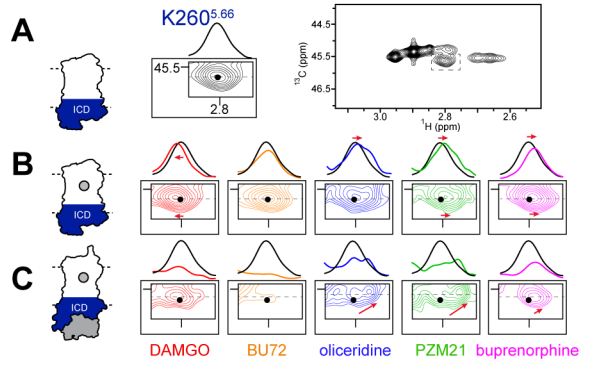 A
K260^5.66
ICD
45.5
2.8
44.5
45.5
46.5
¹³C (ppm)
3.0 2.8 2.6
¹H (ppm)
B
ICD
C
ICD
DAMGO BU72 oliceridine PZM21 buprenorphine